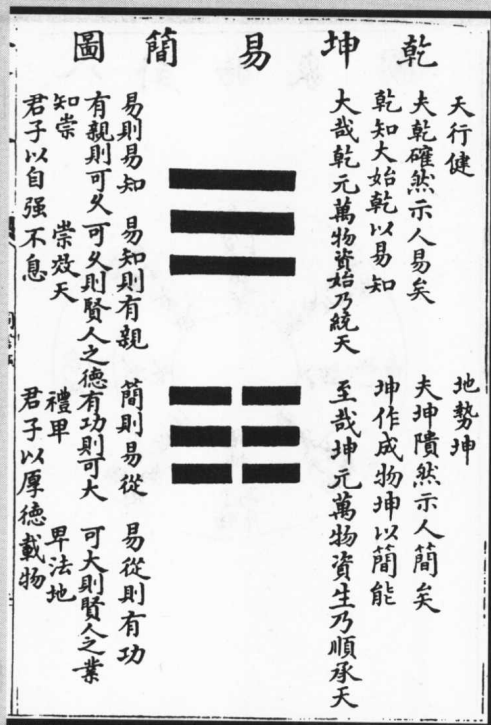 乾坤易簡圖
天行健
夫乾確然示人易矣
乾知大始乾以易知
大哉乾元萬物資始乃統天
地勢坤
夫坤隤然示人簡矣
坤作成物坤以簡能
至哉坤元萬物資生乃順承天
易則易知 易知則有親
有親則可久 可久則賢人之德
知崇 崇效天
君子以自强不息
簡則易從 易從則有功
有功則可大 可大則賢人之業
禮卑 卑法地
君子以厚德載物